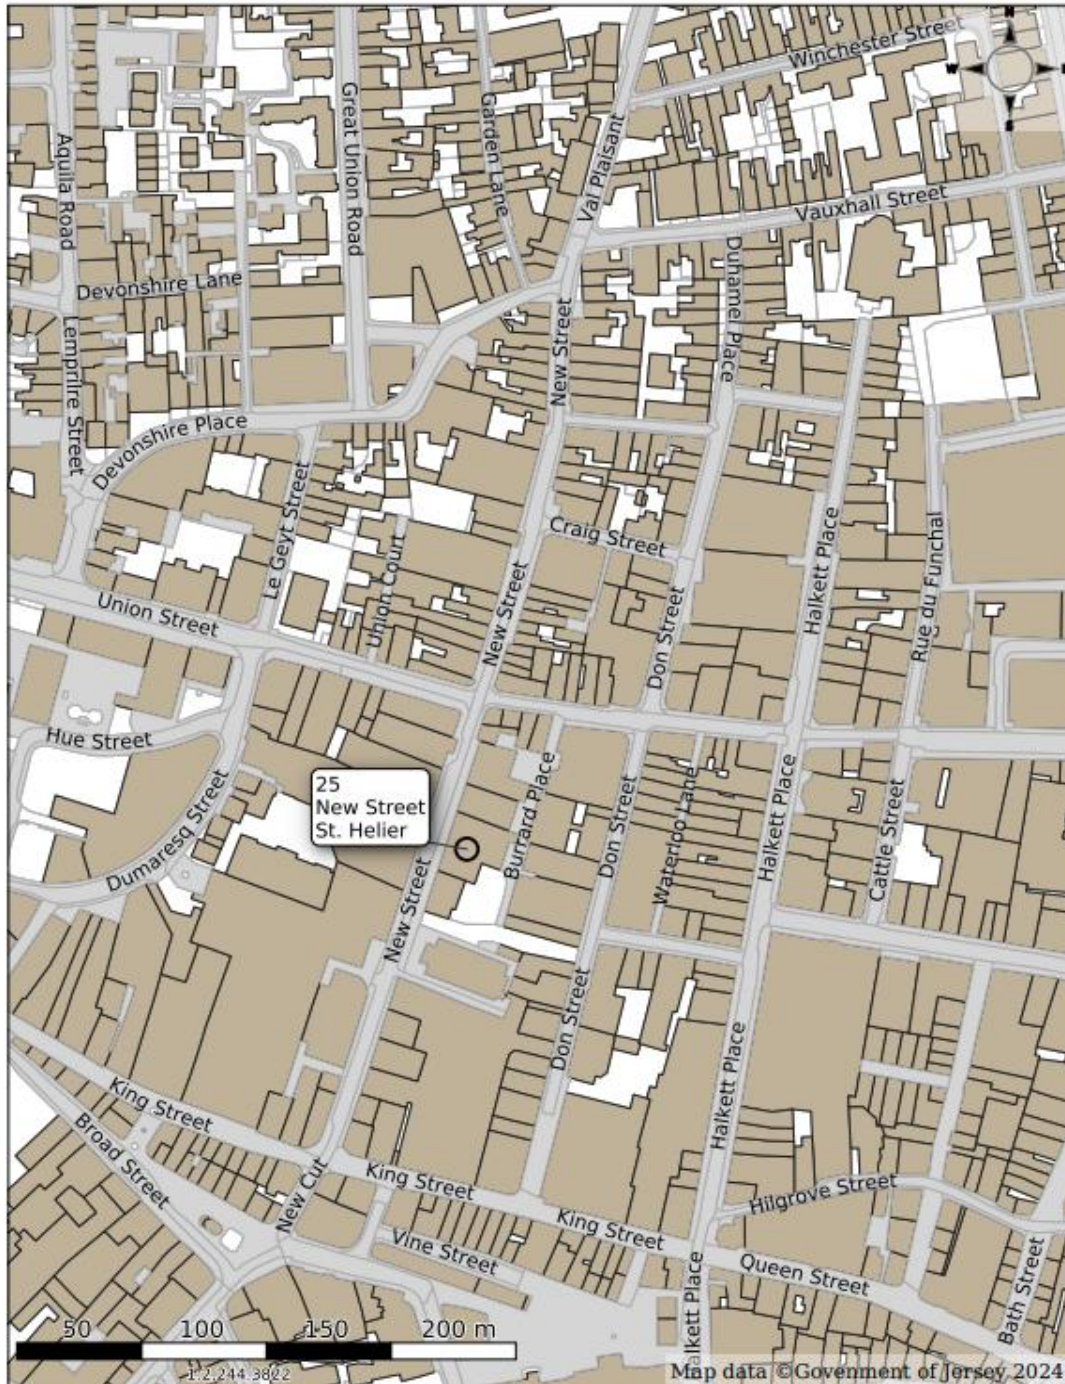 N
W
S
Winchester Street
Great Union Road
Garden Lane
Val Plaisant
Aquila Road
Vauxhall Street
Devonshire Lane
Duhamel Place
New Street
Lemprilre Street
Devonshire Place
Le Geyt Street
Craig Street
Union Court
Halkett Place
Rue du Funchal
Union Street
New Street
Don Street
Hue Street
25
New Street
St. Helier
Burrard Place
Don Street
Waterloo Lane
Halkett Place
Cattle Street
Dumaresq Street
New Street
Don Street
King Street
Broad Street
Halkett Place
New Cut
King Street
Hilgrove Street
King Street
Vine Street
Queen Street
Halkett Place
Bath Street
50 100 150 200 m
1:2,244.3822
Map data ©Govenment of Jersey 2024